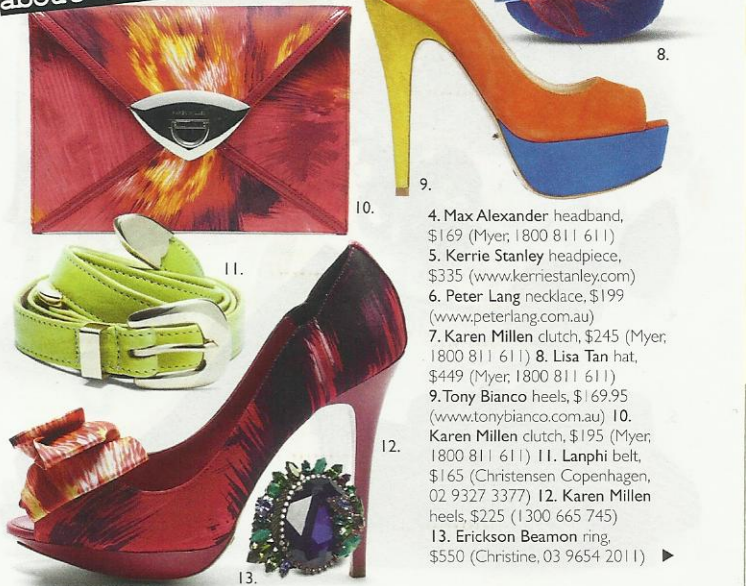 about
8.
9.
10.
11.
12.
13.
4. Max Alexander headband,
$169 (Myer, 1800 811 611)
5. Kerrie Stanley headpiece,
$335 (www.kerriestanley.com)
6. Peter Lang necklace, $199
(www.peterlang.com.au)
7. Karen Millen clutch, $245 (Myer,
1800 811 611) 8. Lisa Tan hat,
$449 (Myer, 1800 811 611)
9. Tony Bianco heels, $169.95
(www.tonybianco.com.au) 10.
Karen Millen clutch, $195 (Myer,
1800 811 611) 11. Lanphi belt,
$165 (Christensen Copenhagen,
02 9327 3377) 12. Karen Millen
heels, $225 (1300 665 745)
13. Erickson Beamon ring,
$550 (Christine, 03 9654 2011) ▶